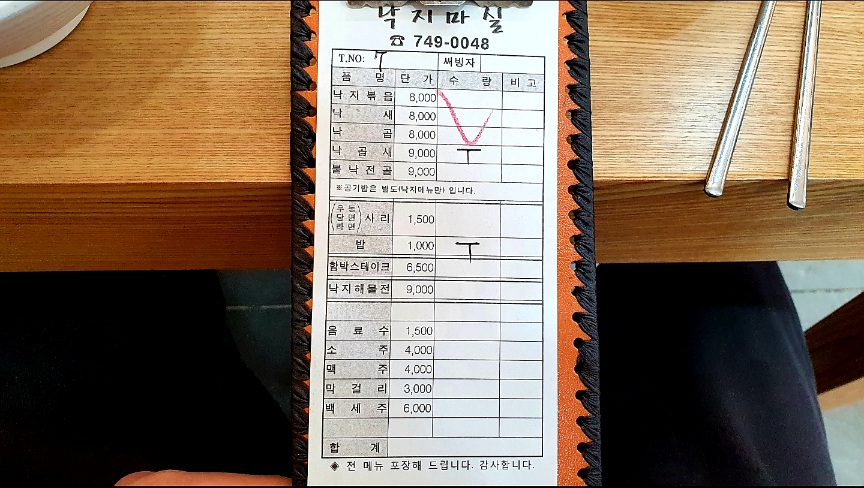 낙지마실
☎ 749-0048
T.NO: 7 써빙자
품 명 단 가 수 량 비 고
낙 지 볶 음 8,000
낙 새 8,000
낙 곱 8,000
낙 곱 새 9,000 T
불 낙 전 골 9,000
※공기밥은 별도(낙지메뉴만) 입니다.
(우동 당면 라면) 사 리 1,500
밥 1,000 T
함박스테이크 6,500
낙지해물전 9,000
음 료 수 1,500
소 주 4,000
맥 주 4,000
막 걸 리 3,000
백 세 주 6,000
합 계
◈ 전 메뉴 포장해 드립니다. 감사합니다.